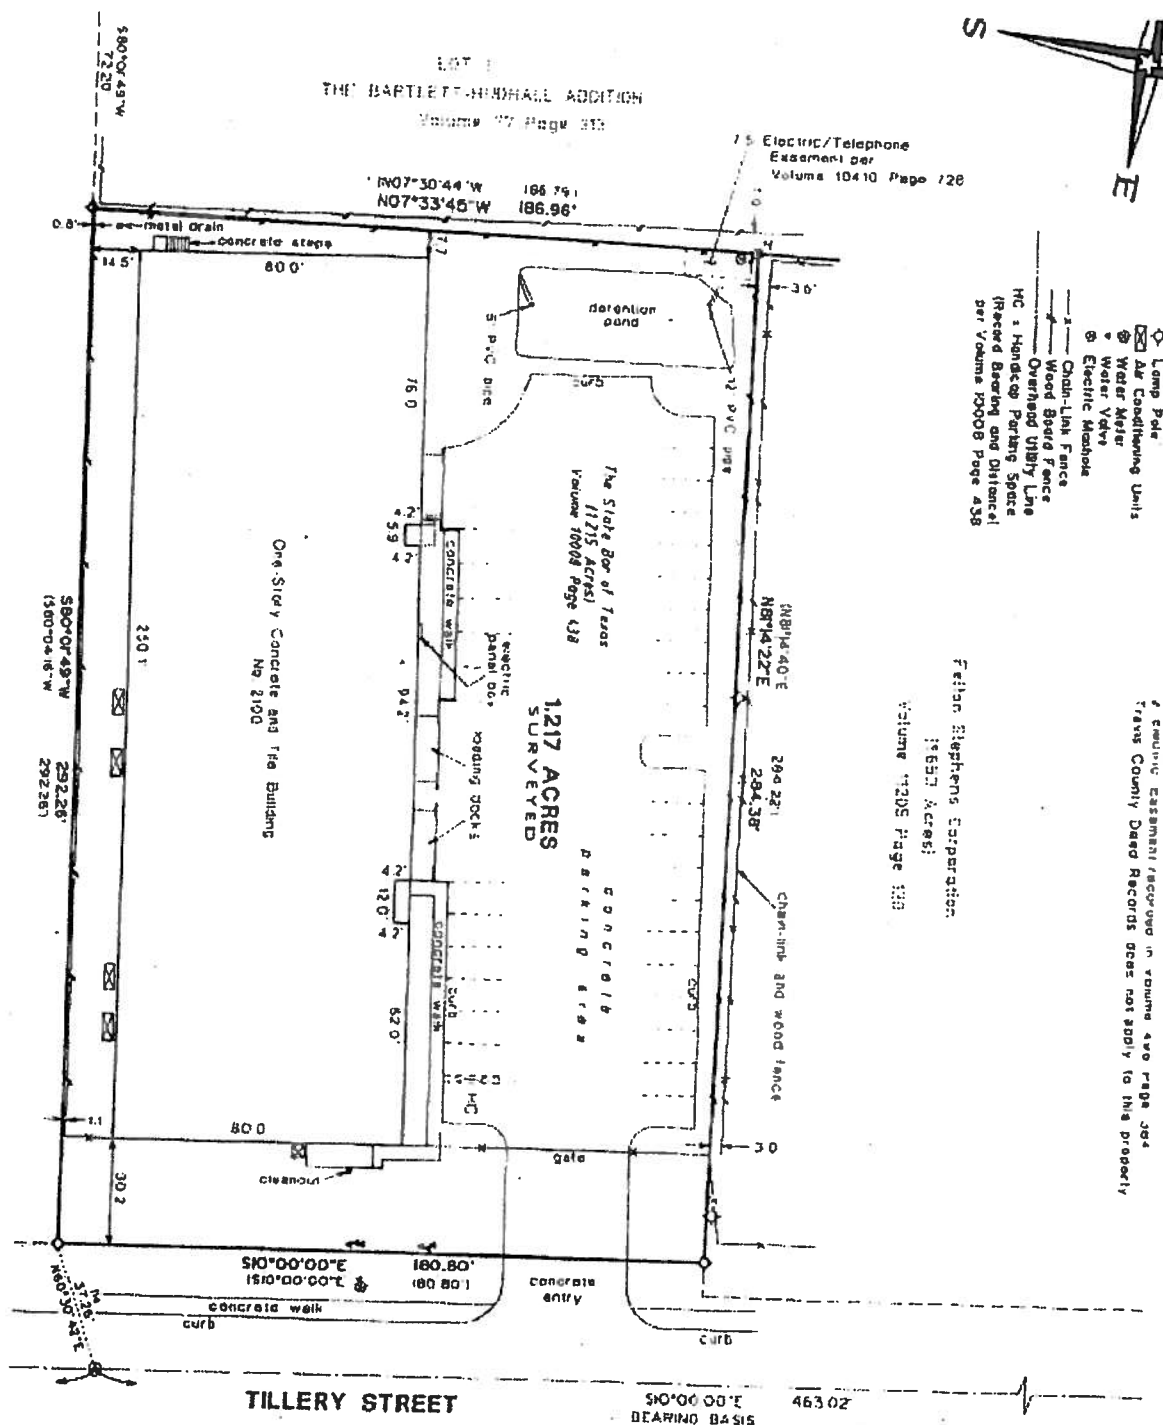 S
E
S80°01'49"W
72.20
LOT 1
THE BARTLETT-HUDHALL ADDITION
Volume 77 Page 313
7.5 Electric/Telephone
Easement per
Volume 10410 Page 728
(N07°30'44"W 186.79')
N07°33'45"W 186.96'
0.8'
metal drain
concrete steps
14.5'
80.0'
7.7
3.6'
detention
pond
5" PVC pipe
12" PVC pipe
curb
76.0
Lamp Pole
Air Conditioning Units
Water Meter
Water Valve
Electric Manhole
Chain-Link Fence
Wood Board Fence
Overhead Utility Line
HC = Handicap Parking Space
(Record Bearing and Distance)
per Volume 10008 Page 438
The State Bar of Texas
(1.1215 Acres)
Volume 10008 Page 438
4.2'
5.9
4.2'
concrete walk
electric
panel box
94.2'
loading docks
One-Story Concrete and Tile Building
No. 2100
250.1'
S80°01'49"W 292.26'
(S80°04'16"W 292.26')
1.217 ACRES
SURVEYED
(N81°14'40"E 284.22')
N81°14'22"E 284.38'
Felton Stephens Corporation
Volume 11205 Page
Travis County Deed Records does not apply to this property
chain-link and wood fence
concrete
parking area
4.2'
12.0'
4.2'
concrete walk
curb
curb
62.0'
HC
1.1
80.0
30.2
cleanout
gate
3.0
S10°00'00"E 180.80'
(S10°00'00"E (180.80')
concrete
entry
concrete walk
curb
curb
37.26'
N60°30'43"E
TILLERY STREET
S10°00'00"E 463.02'
BEARING BASIS